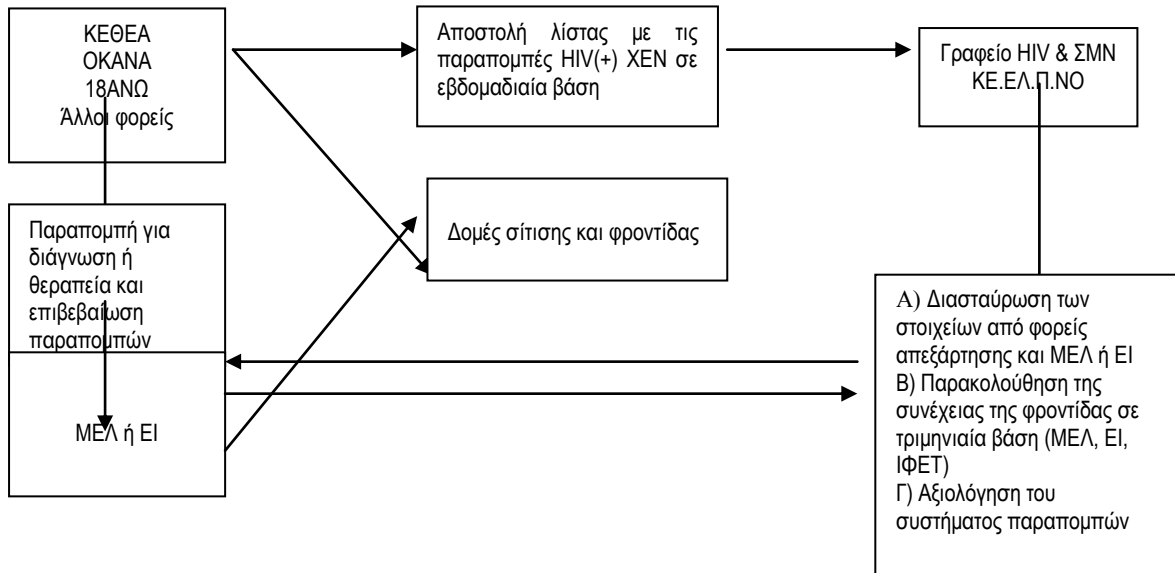 ΚΕΘΕΑ
ΟΚΑΝΑ
18ΑΝΩ
Άλλοι φορείς
Αποστολή λίστας με τις
παραπομπές HIV(+) ΧΕΝ σε
εβδομαδιαία βάση
Γραφείο HIV & ΣΜΝ
ΚΕ.ΕΛ.Π.ΝΟ
Παραπομπή για
διάγνωση ή
θεραπεία και
επιβεβαίωση
παραπομπών
Δομές σίτισης και φροντίδας
ΜΕΛ ή ΕΙ
Α) Διασταύρωση των
στοιχείων από φορείς
απεξάρτησης και ΜΕΛ ή ΕΙ
Β) Παρακολούθηση της
συνέχειας της φροντίδας σε
τριμηνιαία βάση (ΜΕΛ, ΕΙ,
ΙΦΕΤ)
Γ) Αξιολόγηση του
συστήματος παραπομπών